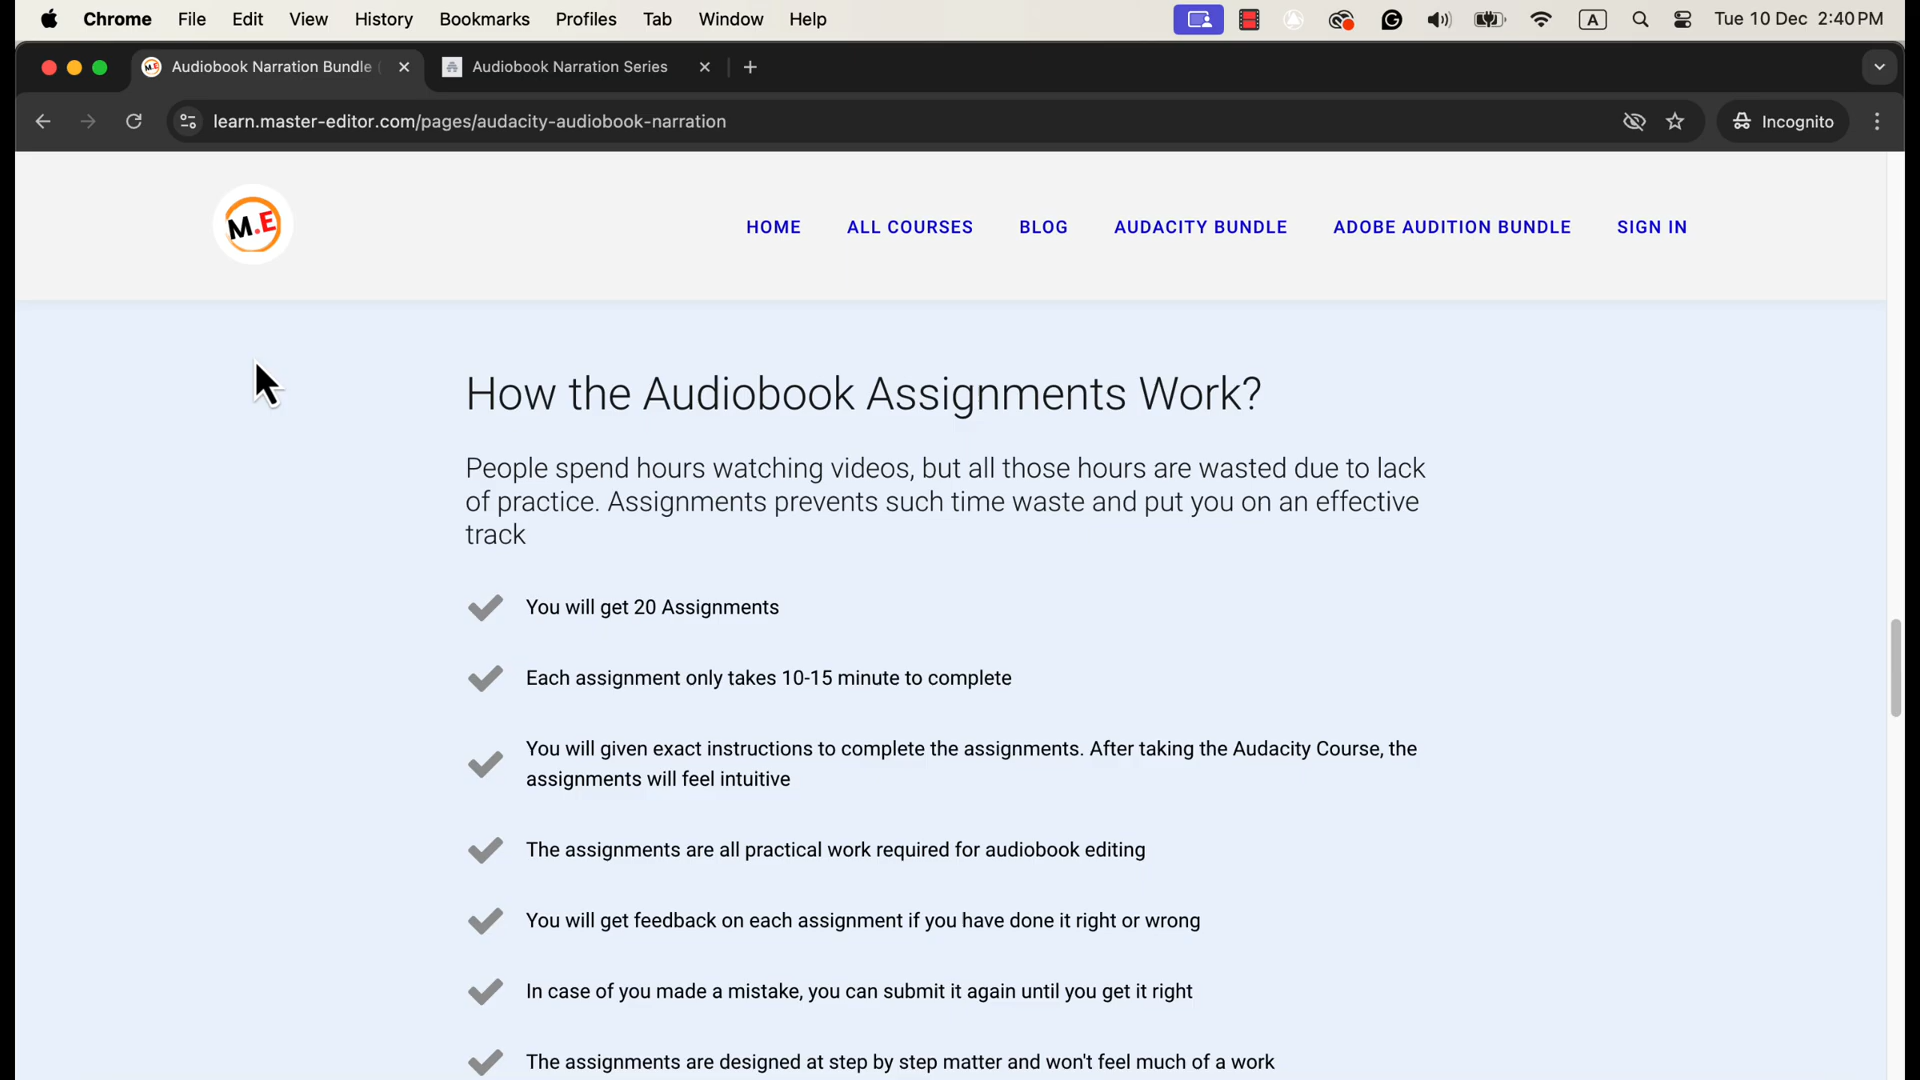 Chrome File Edit View History Bookmarks Profiles Tab Window Help A Tue 10 Dec 2:40 PM
Audiobook Narration Bundle Audiobook Narration Series
learn.master-editor.com/pages/audacity-audiobook-narration Incognito
M.E HOME ALL COURSES BLOG AUDACITY BUNDLE ADOBE AUDITION BUNDLE SIGN IN
How the Audiobook Assignments Work?
People spend hours watching videos, but all those hours are wasted due to lack
of practice. Assignments prevents such time waste and put you on an effective
track
You will get 20 Assignments
Each assignment only takes 10-15 minute to complete
You will given exact instructions to complete the assignments. After taking the Audacity Course, the
assignments will feel intuitive
The assignments are all practical work required for audiobook editing
You will get feedback on each assignment if you have done it right or wrong
In case of you made a mistake, you can submit it again until you get it right
The assignments are designed at step by step matter and won't feel much of a work